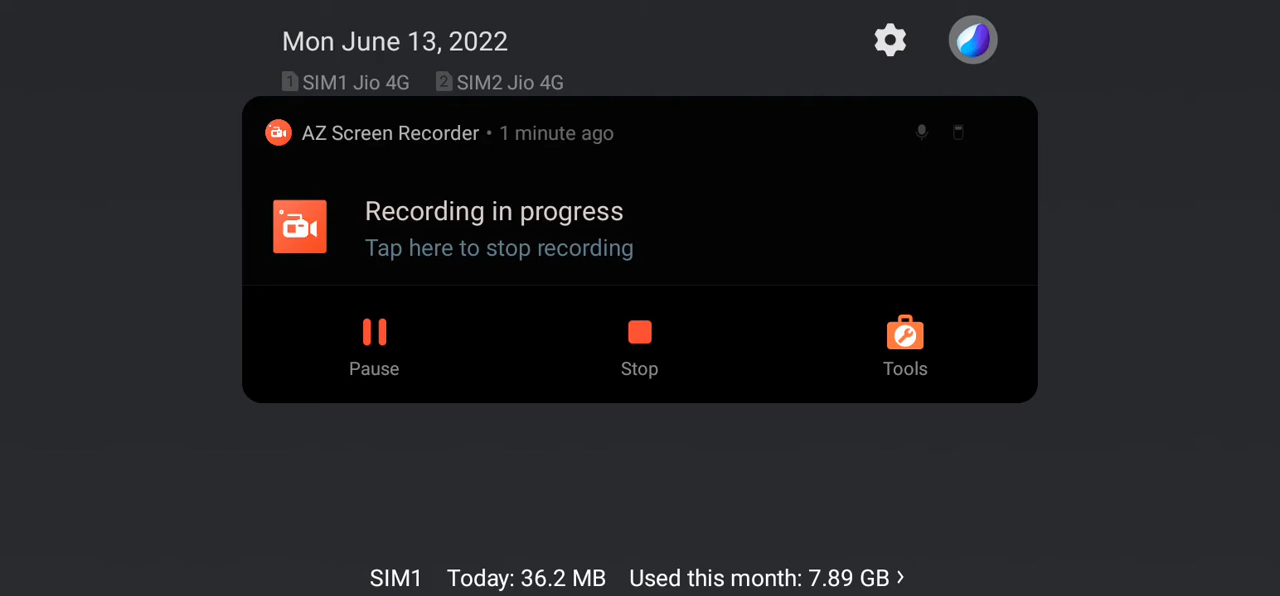 Mon June 13, 2022
1 SIM1 Jio 4G 2 SIM2 Jio 4G
AZ Screen Recorder • 1 minute ago
Recording in progress
Tap here to stop recording
Pause Stop Tools
SIM1 Today: 36.2 MB Used this month: 7.89 GB ›